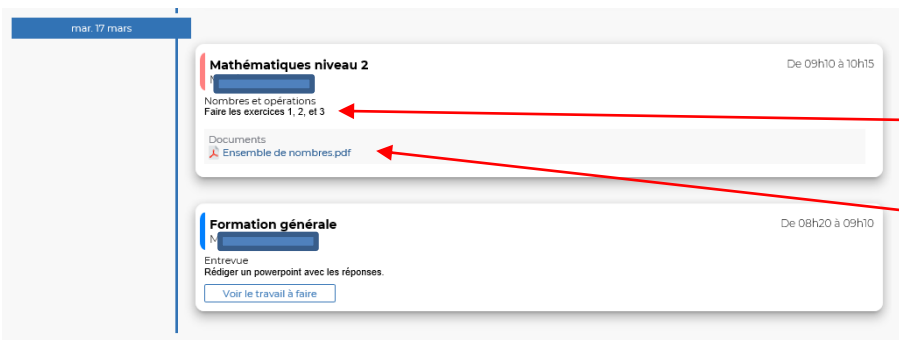 mar. 17 mars
Mathématiques niveau 2
De 09h10 à 10h15
Nombres et opérations
Faire les exercices 1, 2, et 3
Documents
Ensemble de nombres.pdf
Formation générale
De 08h20 à 09h10
M
Entrevue
Rédiger un powerpoint avec les réponses.
Voir le travail à faire